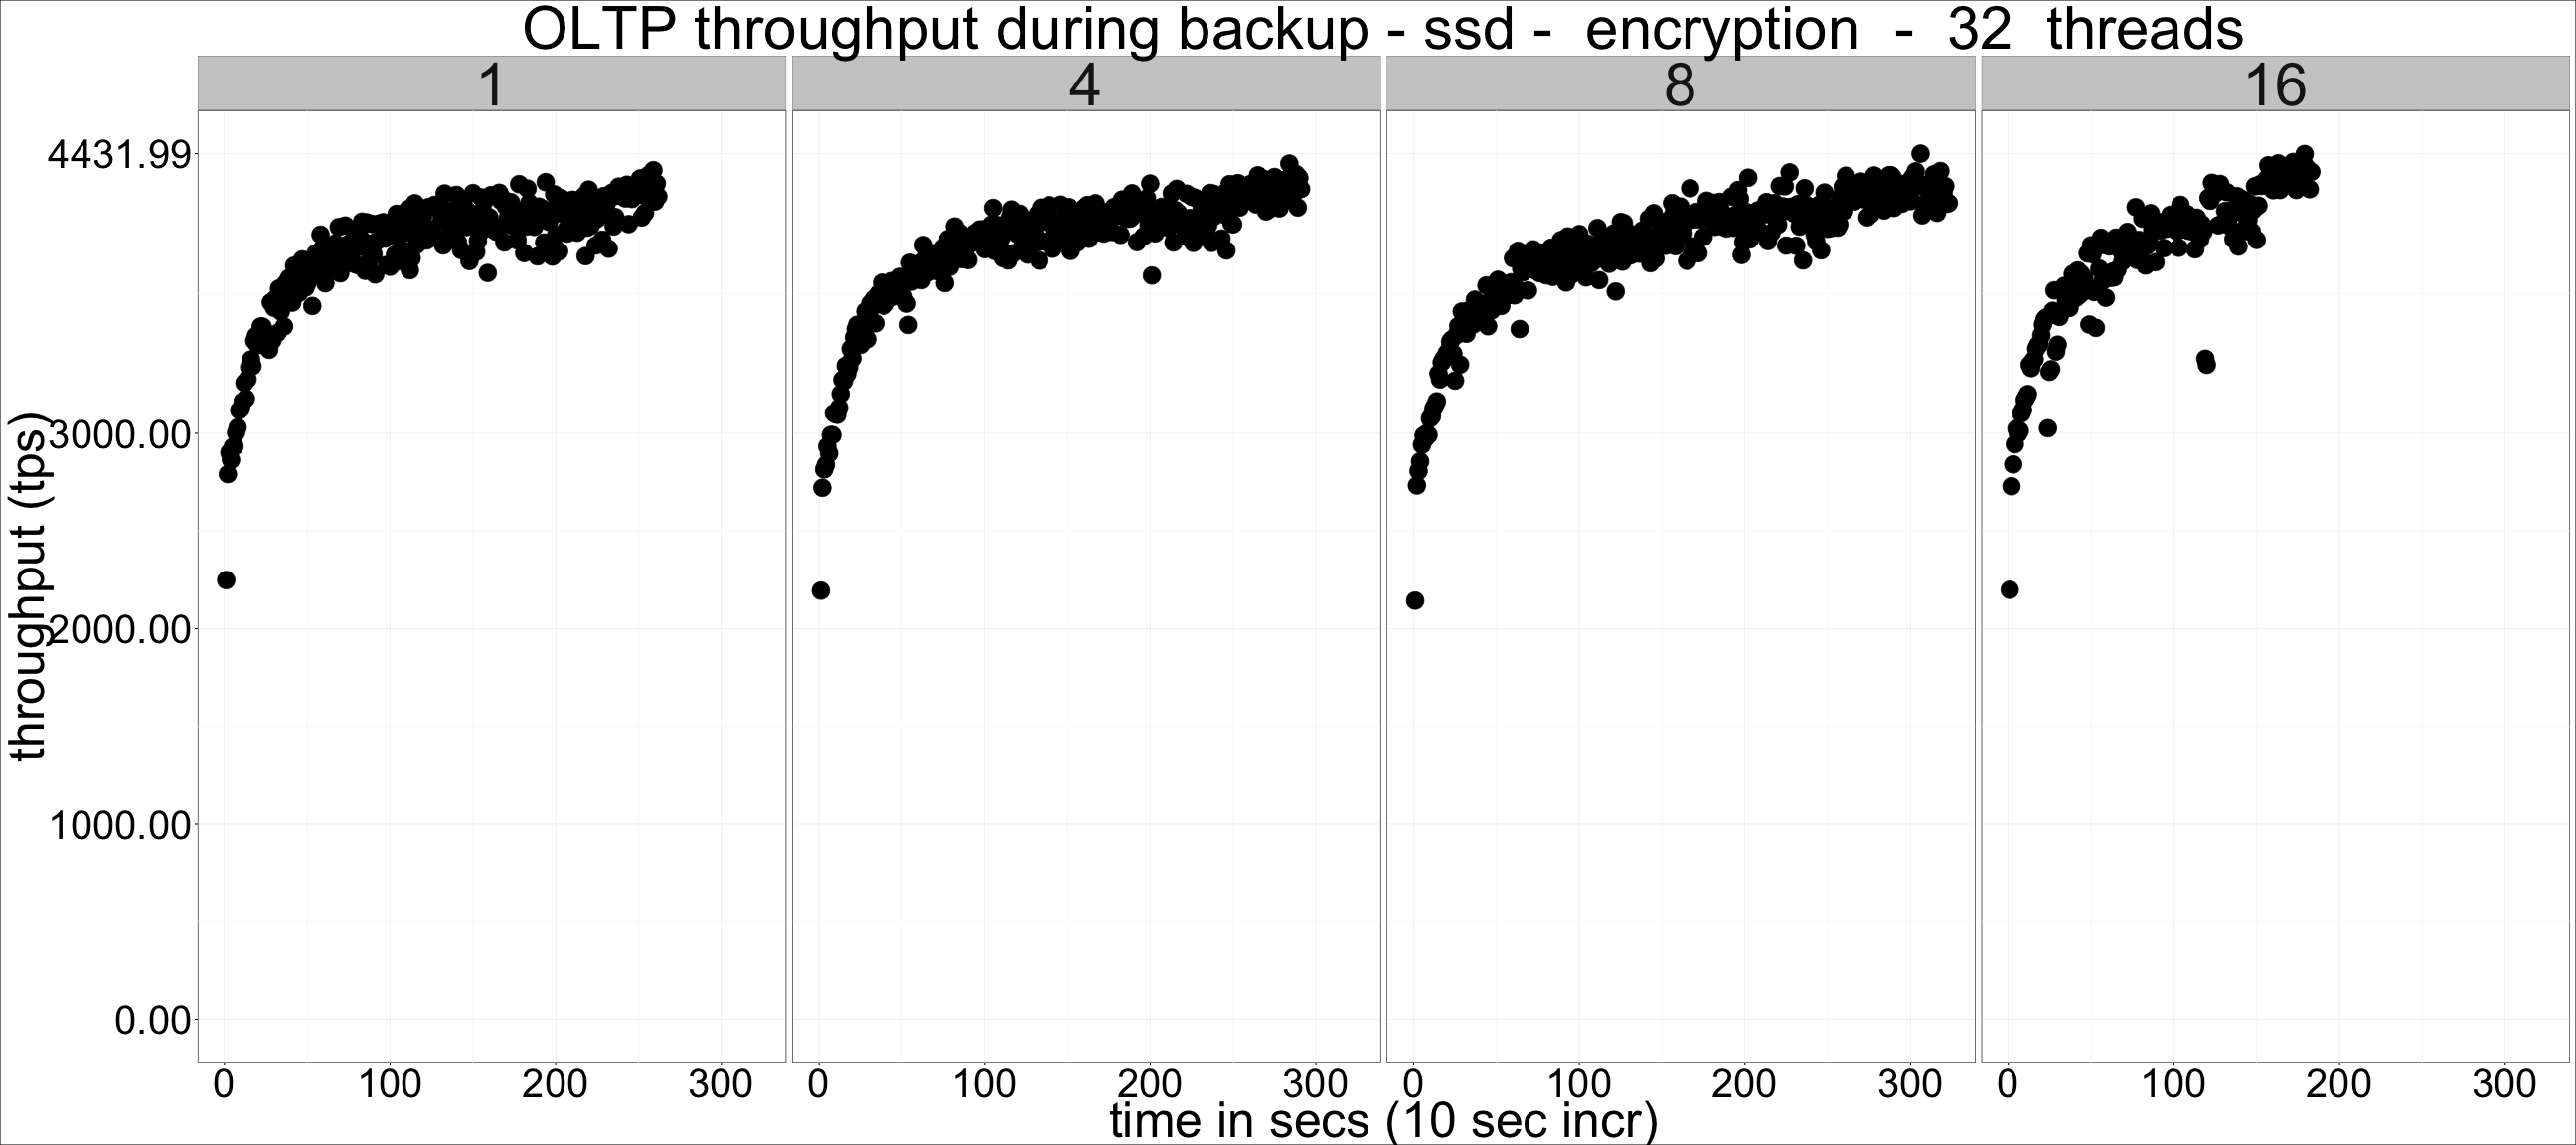 OLTP throughput during backup - ssd - encryption - 32 threads
1 4 8 16
throughput (tps)
4431.99
3000.00
2000.00
1000.00
0.00
0 100 200 300 0 100 200 300 0 100 200 300 0 100 200 300
time in secs (10 sec incr)